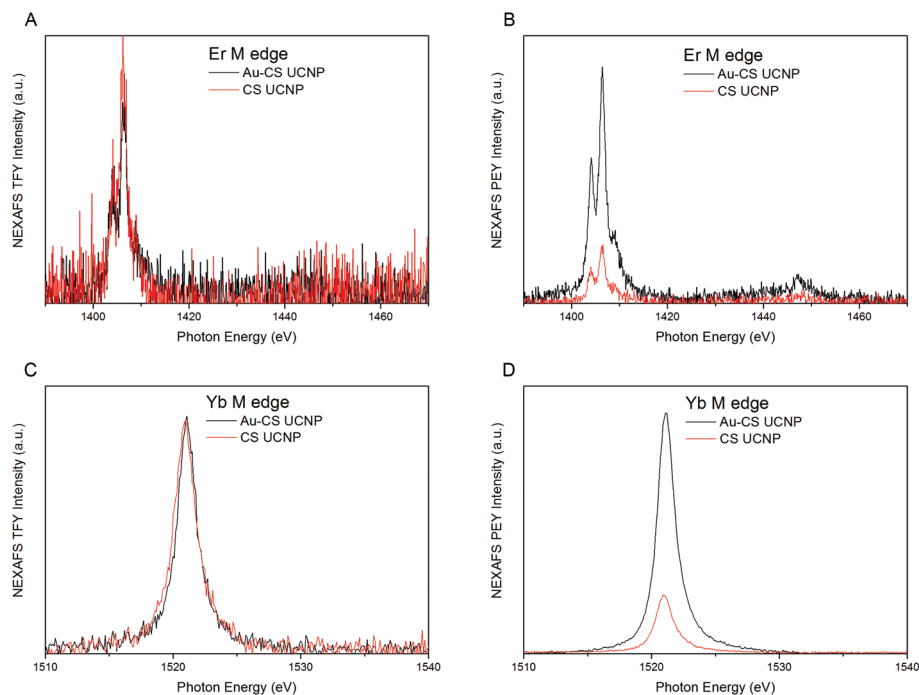 A
Er M edge
Au-CS UCNP
CS UCNP
NEXAFS TFY Intensity (a.u.)
1400
1420
1440
1460
Photon Energy (eV)
B
Er M edge
Au-CS UCNP
CS UCNP
NEXAFS PEY Intensity (a.u.)
1400
1420
1440
1460
Photon Energy (eV)
C
Yb M edge
Au-CS UCNP
CS UCNP
NEXAFS TFY Intensity (a.u.)
1510
1520
1530
1540
Photon Energy (eV)
D
Yb M edge
Au-CS UCNP
CS UCNP
NEXAFS PEY Intensity (a.u.)
1510
1520
1530
1540
Photon Energy (eV)